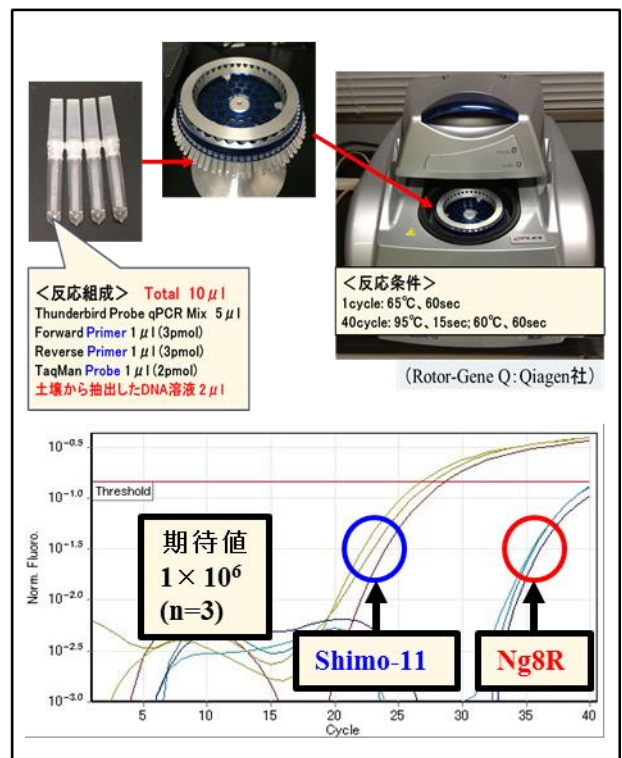 <反応組成> Total 10μl
Thunderbird Probe qPCR Mix 5μl
Forward Primer 1μl(3pmol)
Reverse Primer 1μl(3pmol)
TaqMan Probe 1μl(2pmol)
土壌から抽出したDNA溶液 2μl
<反応条件>
1cycle: 65℃、60sec
40cycle: 95℃、15sec; 60℃、60sec
(Rotor-Gene Q:Qiagen社)
Norm. Fluoro.
10^-0.5
10^-1.0
10^-1.5
10^-2.0
10^-2.5
10^-3.0
Threshold
期待値
1×10⁶
(n=3)
Shimo-11
Ng8R
5 10 15 20 25 30 35 40
Cycle